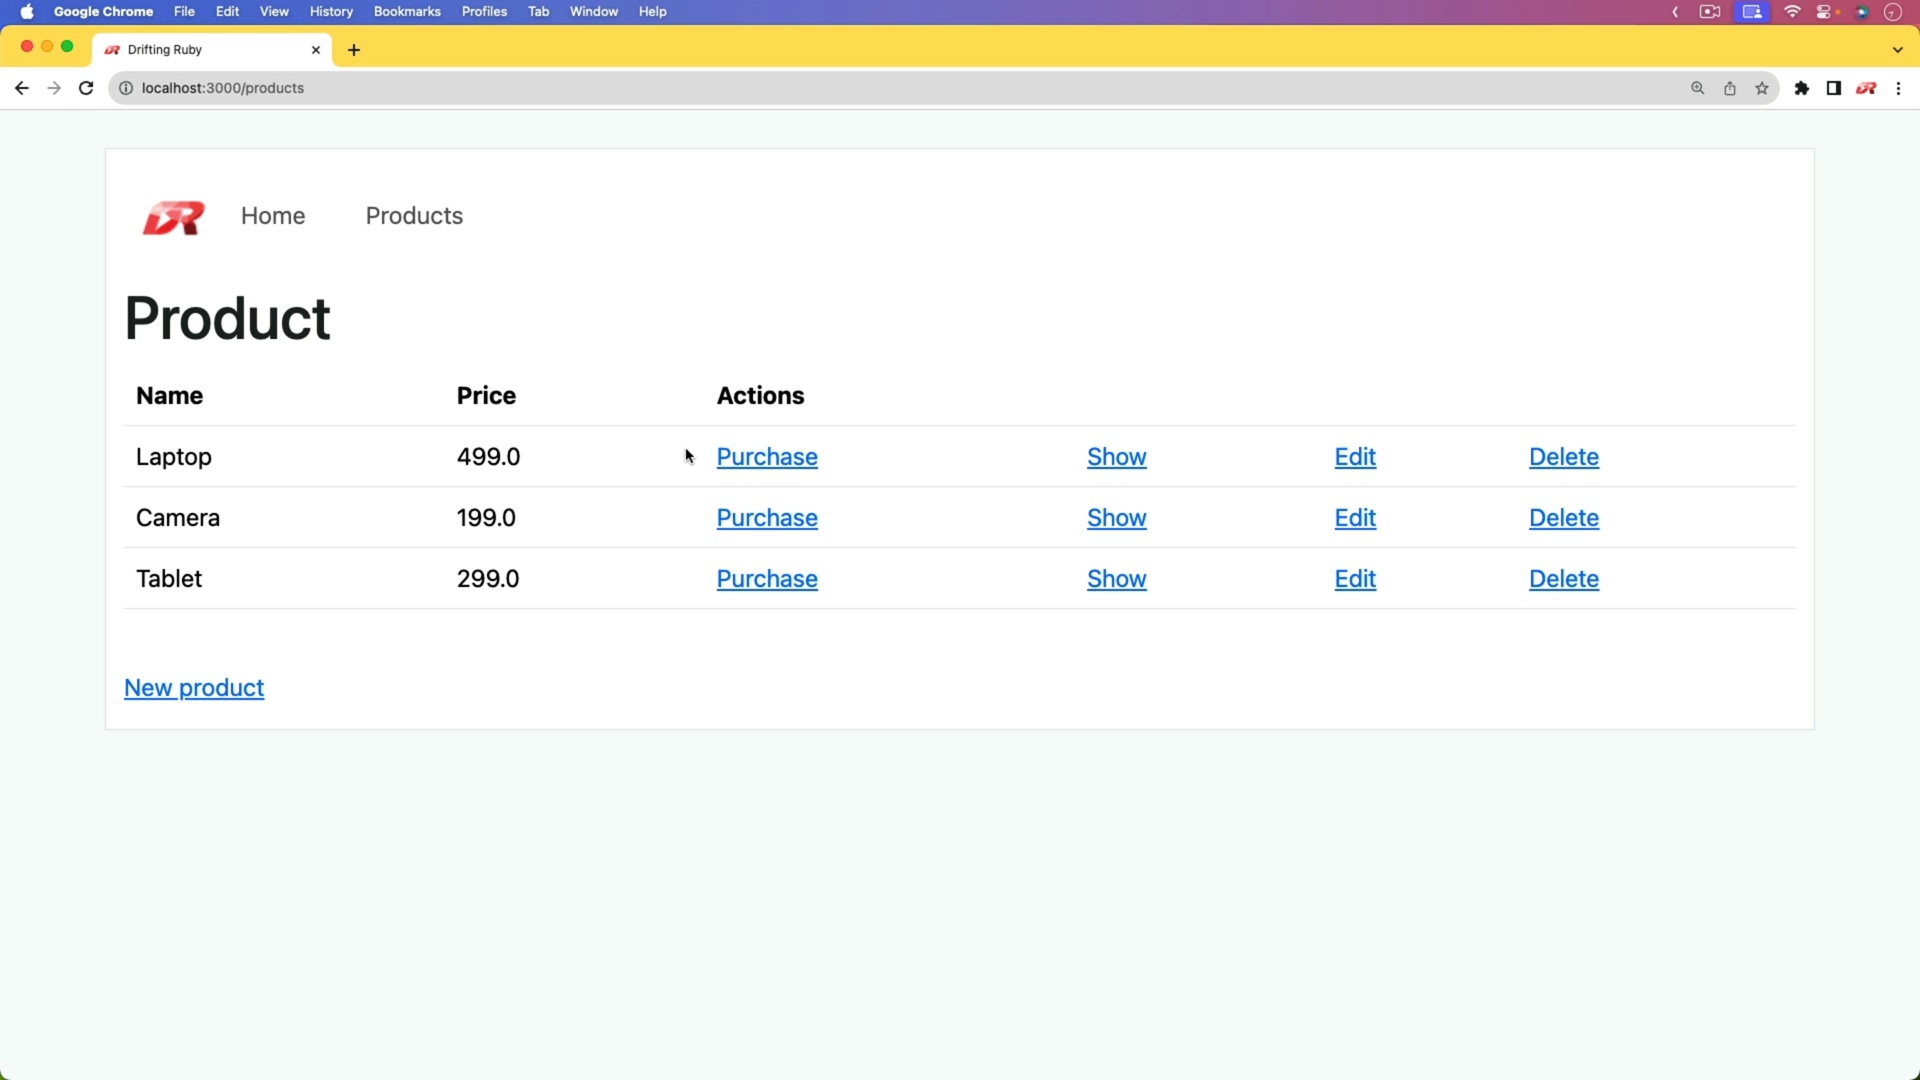 Google Chrome File Edit View History Bookmarks Profiles Tab Window Help
Drifting Ruby
localhost:3000/products
DR Home Products
Product
Name Price Actions
Laptop 499.0 Purchase Show Edit Delete
Camera 199.0 Purchase Show Edit Delete
Tablet 299.0 Purchase Show Edit Delete
New product